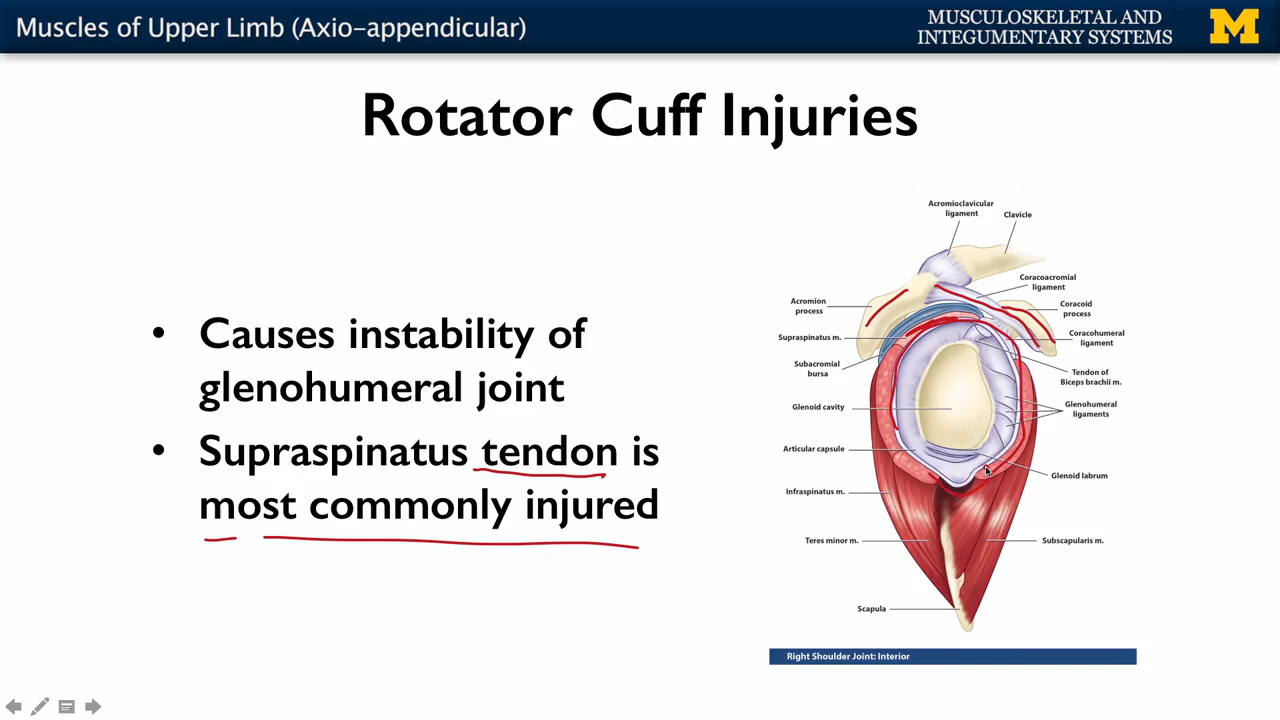 Muscles of Upper Limb (Axio-appendicular)
MUSCULOSKELETAL AND
INTEGUMENTARY SYSTEMS
M
Rotator Cuff Injuries
• Causes instability of
glenohumeral joint
• Supraspinatus tendon is
most commonly injured
Acromioclavicular
ligament
Clavicle
Coracoacromial
ligament
Acromion
process
Coracoid
process
Supraspinatus m.
Coracohumeral
ligament
Subacromial
bursa
Tendon of
Biceps brachii m.
Glenoid cavity
Glenohumeral
ligaments
Articular capsule
Glenoid labrum
Infraspinatus m.
Teres minor m.
Subscapularis m.
Scapula
Right Shoulder Joint: Interior